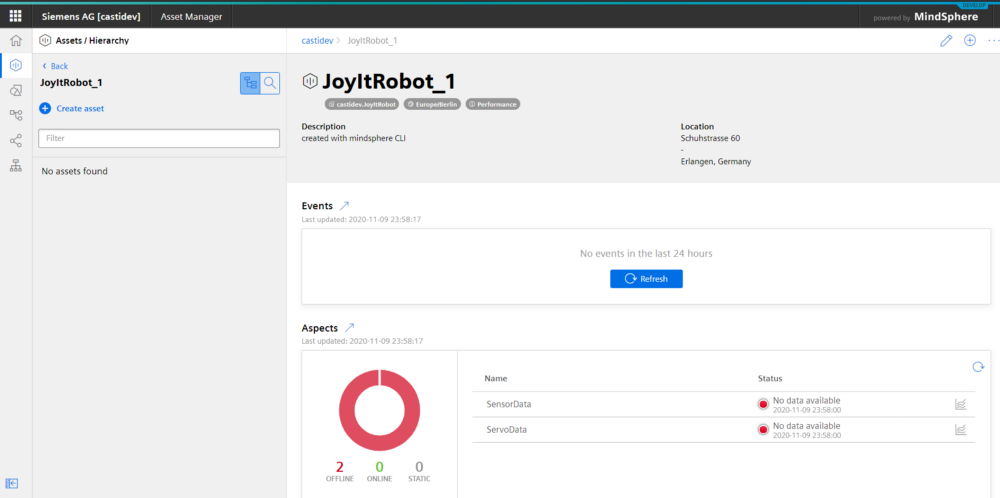 DEVELOP
Siemens AG [castidev]
Asset Manager
powered by MindSphere
Assets / Hierarchy
castidev
JoyItRobot_1
Back
JoyItRobot_1
Create asset
Filter
No assets found
JoyItRobot_1
castidev.JoyItRobot
Europe/Berlin
Performance
Description
created with mindsphere CLI
Location
Schuhstrasse 60
-
Erlangen, Germany
Events
Last updated: 2020-11-09 23:58:17
No events in the last 24 hours
Refresh
Aspects
Last updated: 2020-11-09 23:58:17
Name Status
SensorData No data available
2020-11-09 23:58:00
ServoData No data available
2020-11-09 23:58:00
2 0 0
OFFLINE ONLINE STATIC